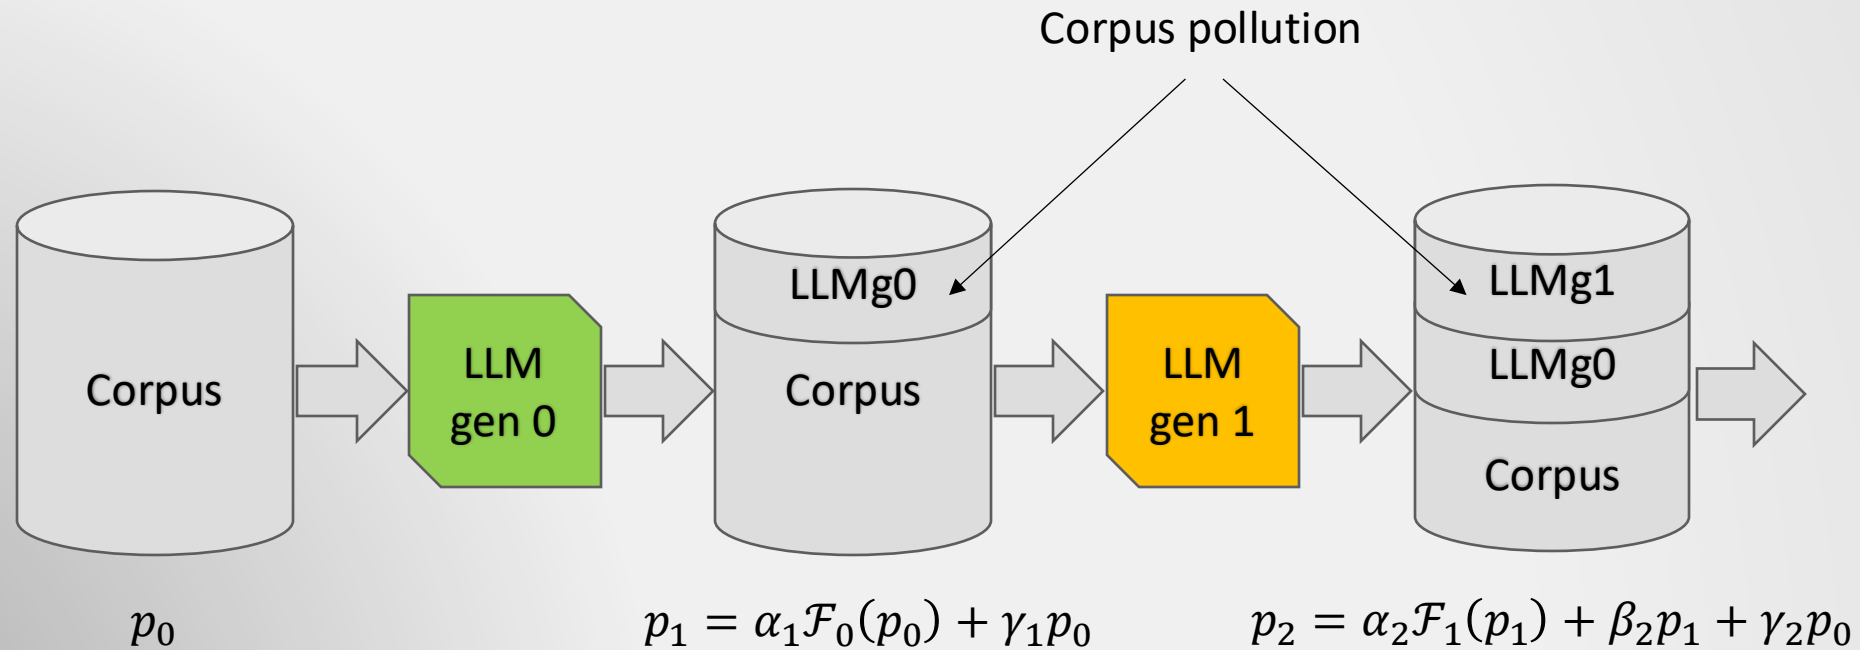 Corpus pollution
Corpus
LLM
gen 0
LLMg0
Corpus
LLM
gen 1
LLMg1
LLMg0
Corpus
𝑝₀
𝑝₁ = 𝛼₁ℱ₀(𝑝₀) + 𝛾₁𝑝₀
𝑝₂ = 𝛼₂ℱ₁(𝑝₁) + 𝛽₂𝑝₁ + 𝛾₂𝑝₀